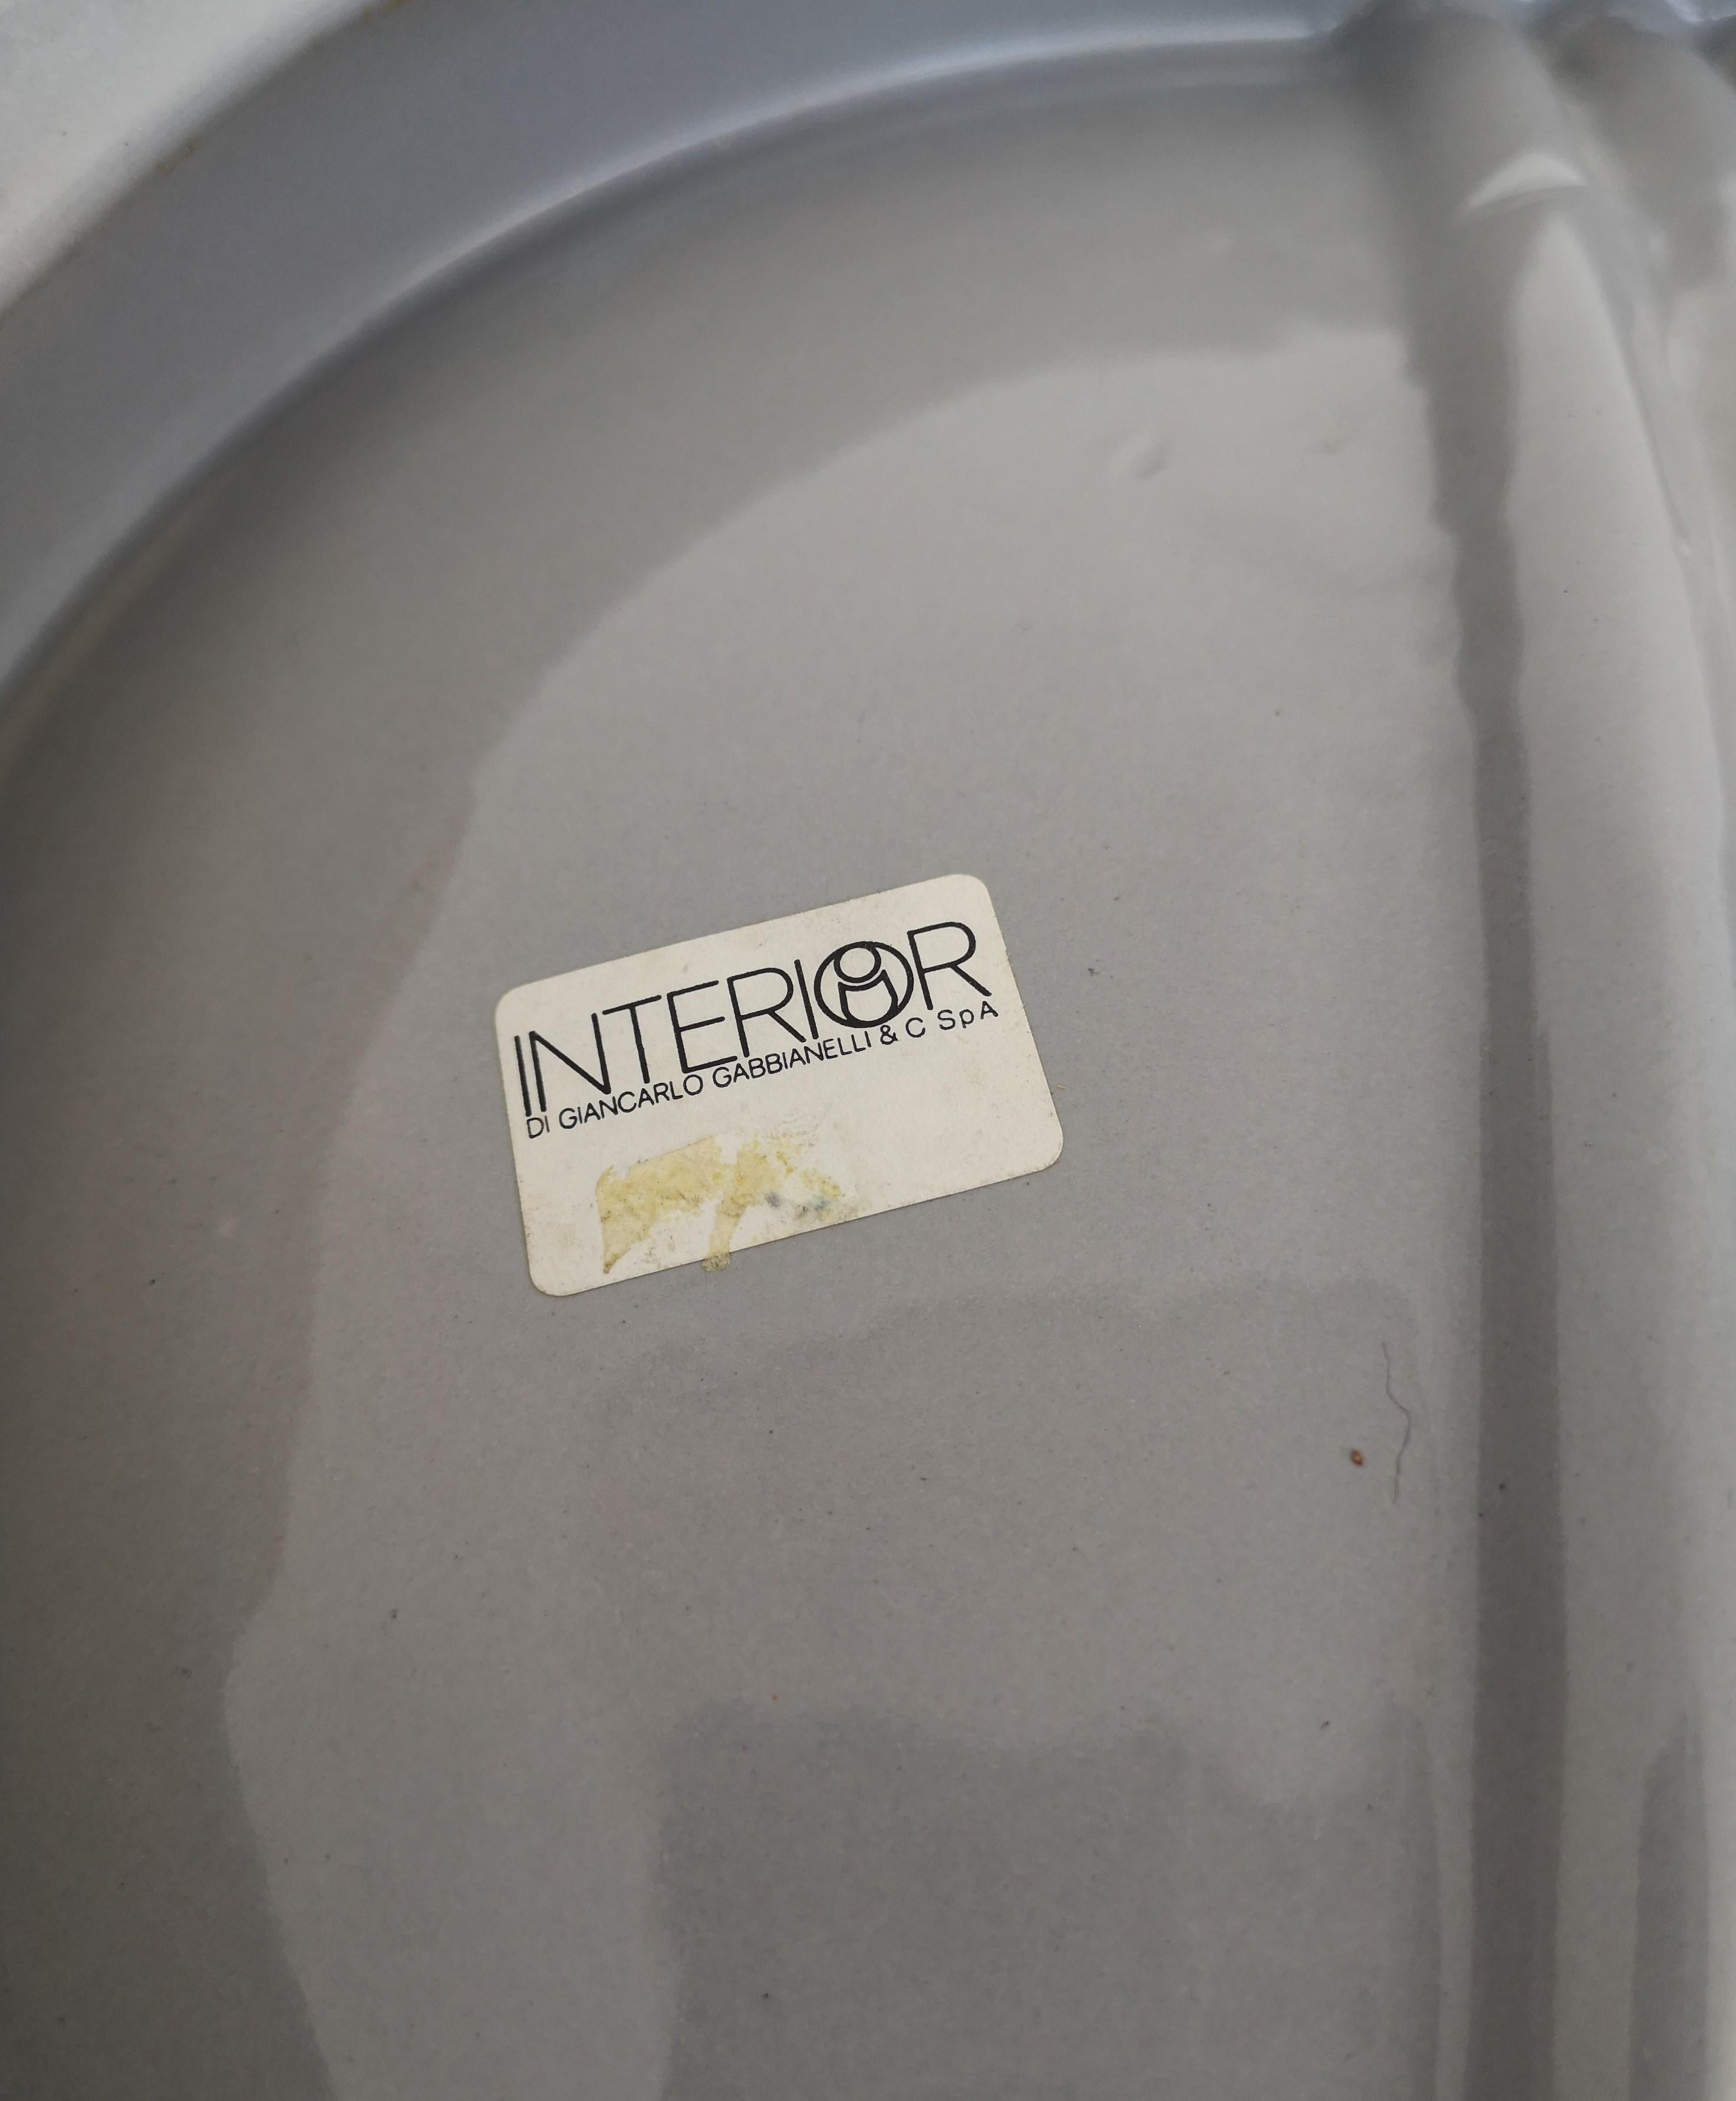 INTERIOR
DI GIANCARLO GABBIANELLI & C SpA